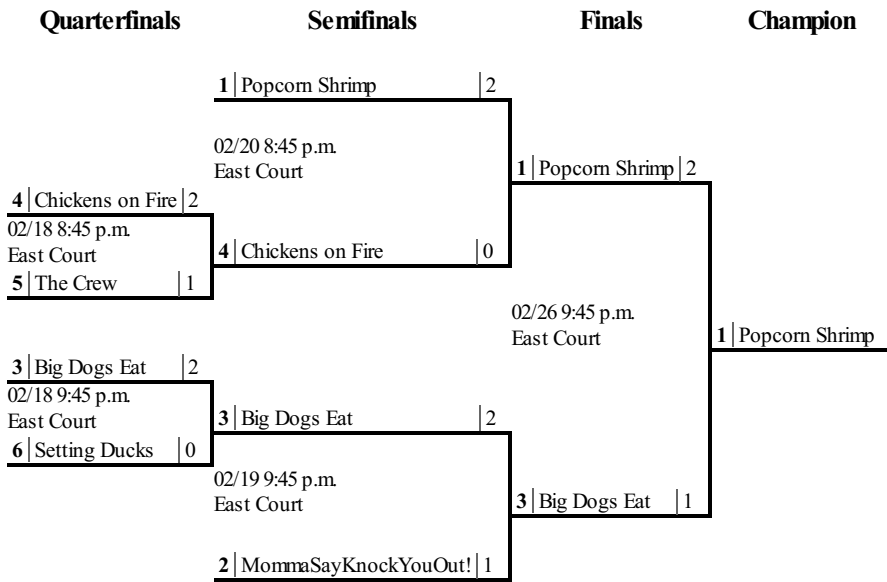 Quarterfinals Semifinals Finals Champion
1 Popcorn Shrimp 2
02/20 8:45 p.m.
East Court
1 Popcorn Shrimp 2
4 Chickens on Fire 2
02/18 8:45 p.m.
East Court
4 Chickens on Fire 0
5 The Crew 1
02/26 9:45 p.m.
East Court
1 Popcorn Shrimp
3 Big Dogs Eat 2
02/18 9:45 p.m.
East Court
3 Big Dogs Eat 2
6 Setting Ducks 0
02/19 9:45 p.m.
East Court
3 Big Dogs Eat 1
2 MommaSayKnockYouOut! 1